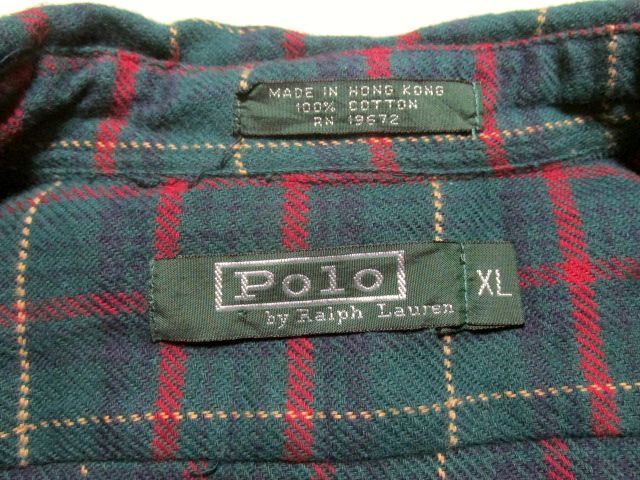 MADE IN HONG KONG
100% COTTON
RN 19672
Polo
by Ralph Lauren
XL